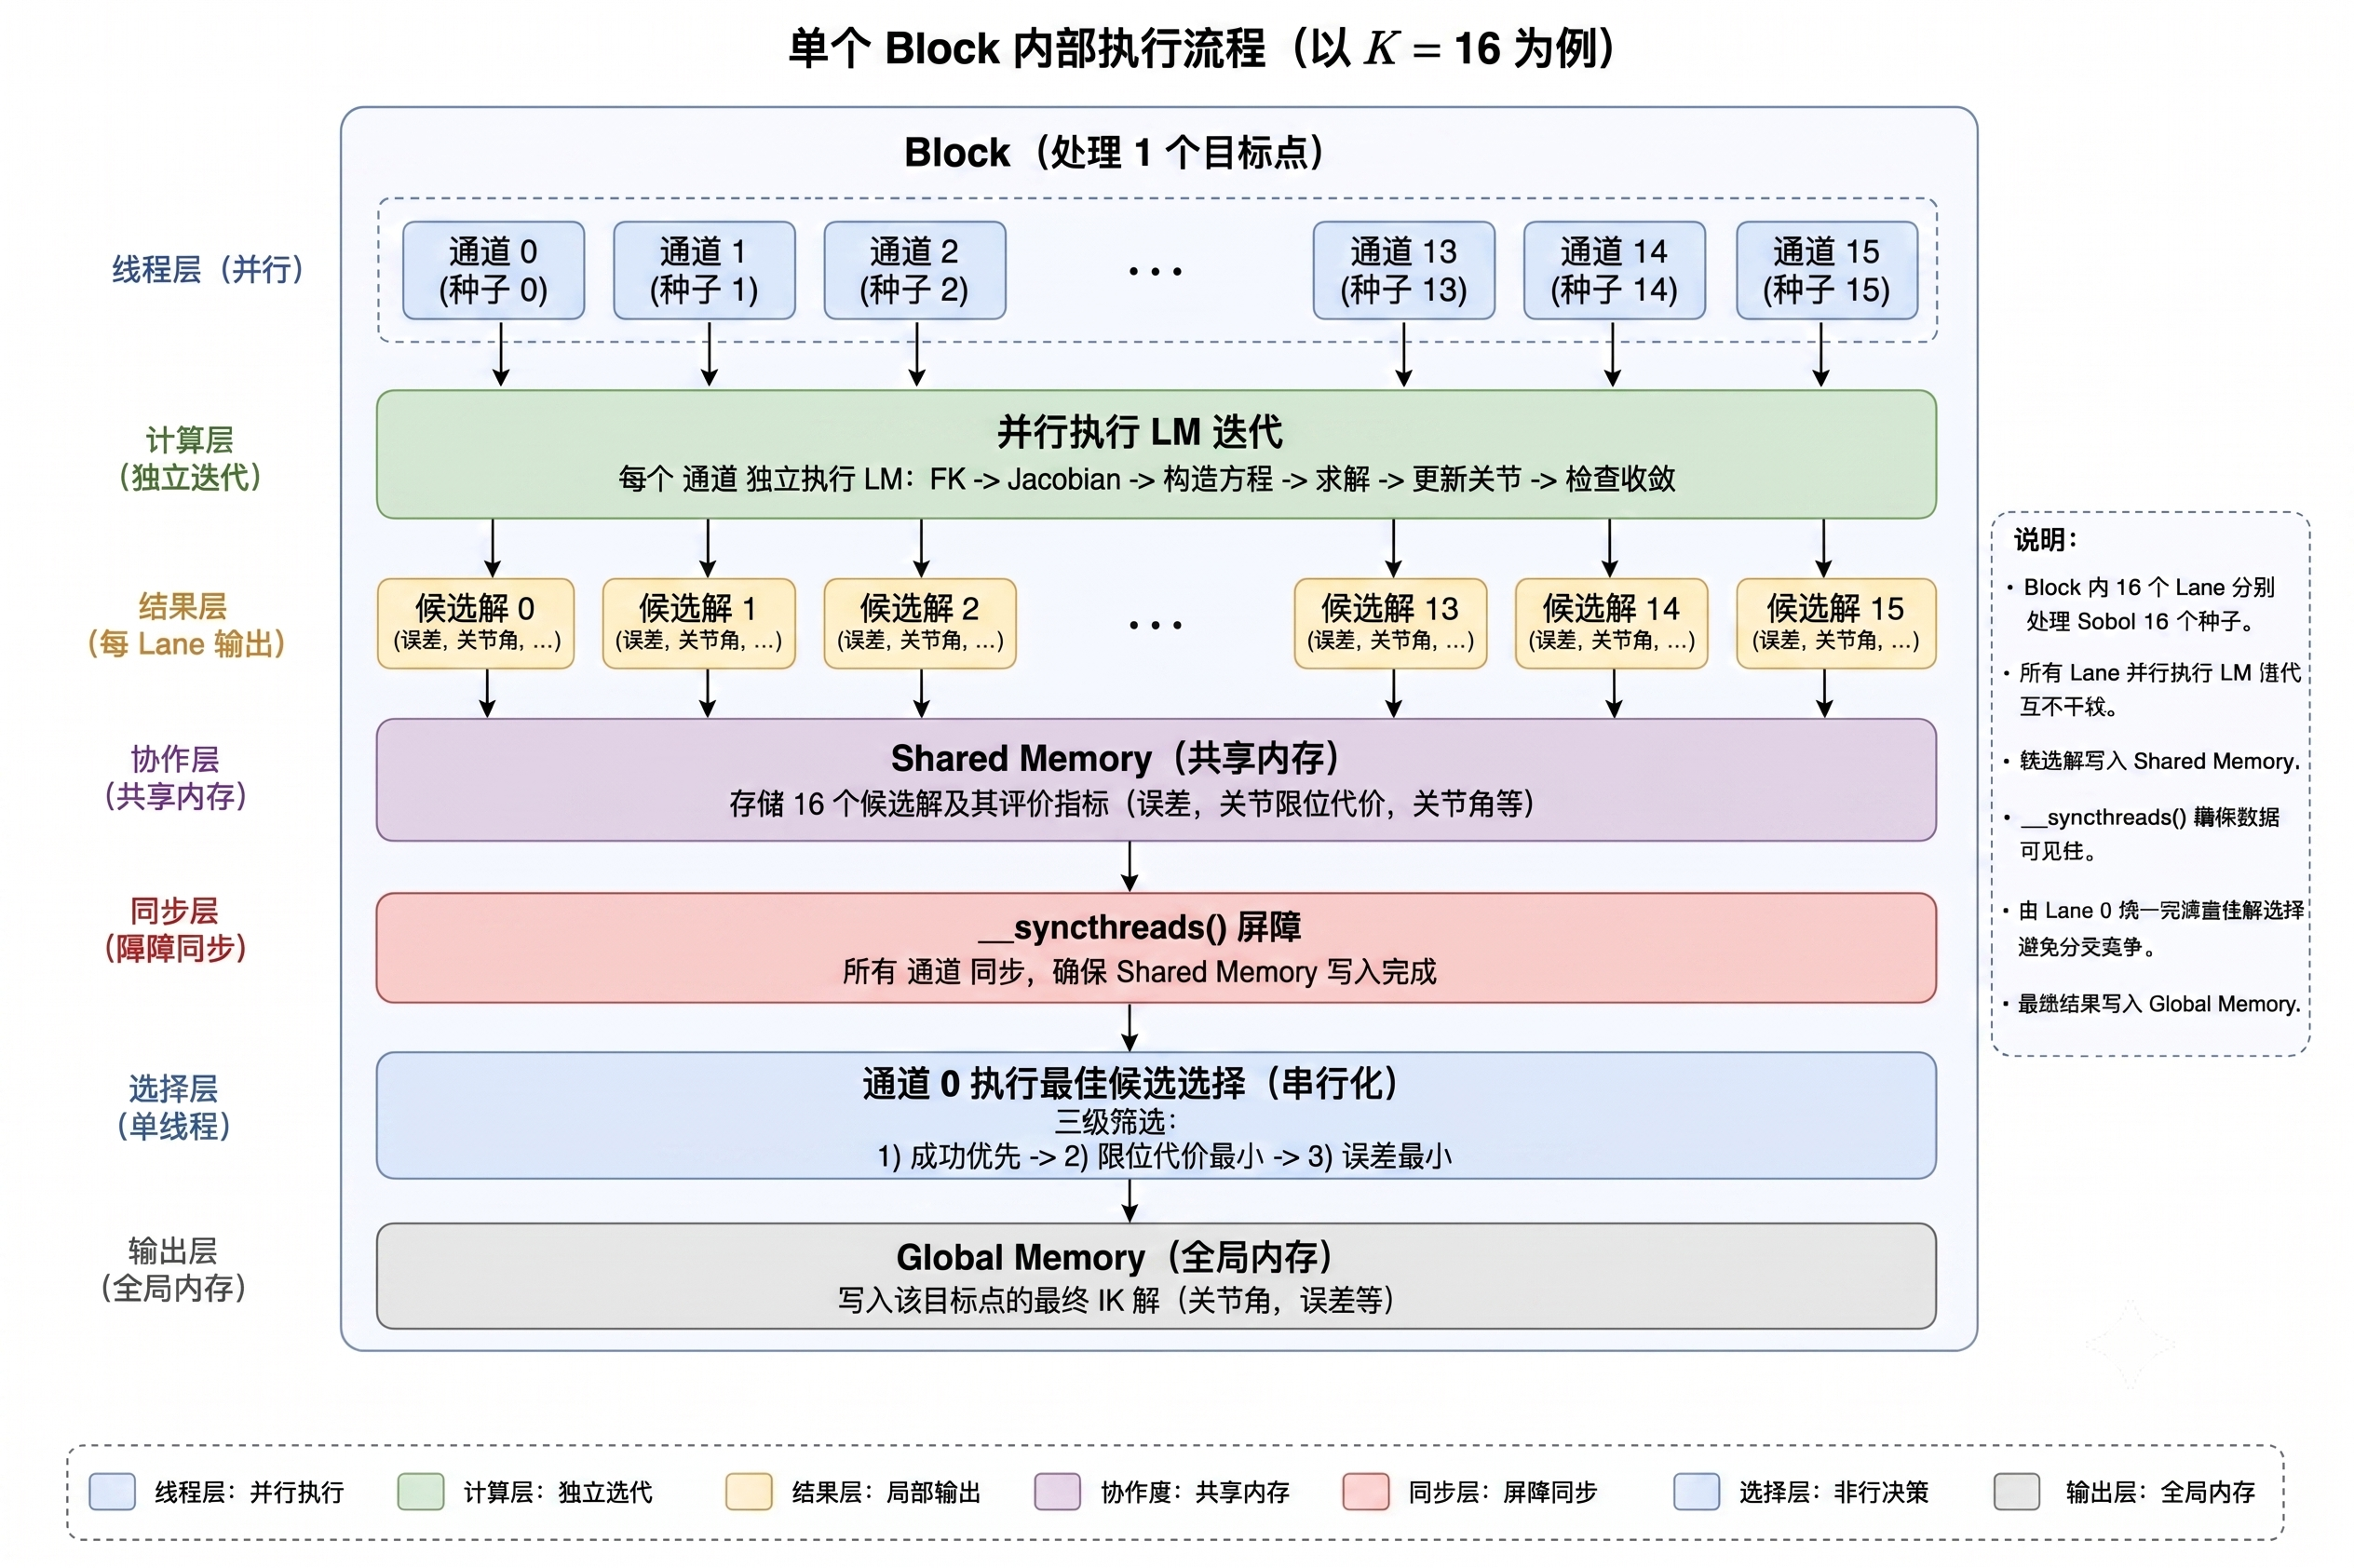 单个 Block 内部执行流程（以 K = 16 为例）
Block（处理 1 个目标点）
线程层（并行）
通道 0
(种子 0)
通道 1
(种子 1)
通道 2
(种子 2)
...
通道 13
(种子 13)
通道 14
(种子 14)
通道 15
(种子 15)
计算层
（独立迭代）
并行执行 LM 迭代
每个 通道 独立执行 LM：FK -> Jacobian -> 构造方程 -> 求解 -> 更新关节 -> 检查收敛
结果层
（每 Lane 输出）
候选解 0
(误差, 关节角, ...)
候选解 1
(误差, 关节角, ...)
候选解 2
(误差, 关节角, ...)
...
候选解 13
(误差, 关节角, ...)
候选解 14
(误差, 关节角, ...)
候选解 15
(误差, 关节角, ...)
协作层
（共享内存）
Shared Memory（共享内存）
存储 16 个候选解及其评价指标（误差，关节限位代价，关节角等）
同步层
障同步）
__syncthreads() 屏障
所有 通道 同步，确保 Shared Memory 写入完成
选择层
（单线程）
通道 0 执行最佳候选选择（串行化）
三级筛选：
1) 成功优先 -> 2) 限位代价最小 -> 3) 误差最小
输出层
（全局内存）
Global Memory（全局内存）
写入该目标点的最终 IK 解（关节角，误差等）
说明：
• Block 内 16 个 Lane 分别
处理 Sobol 16 个种子。
• 所有 Lane 并行执行 LM 代
互不干。
• 选解写入 Shared Memory.
• __syncthreads() 数据
可见。
• 由 Lane 0 一完佳解选择
避免分争。
• 最结果写入 Global Memory.
线程层：并行执行
计算层：独立选代
结果层：局部输出
协作度：共享内存
同步层：屏同步
选择层：非行决策
输出层：全局内存